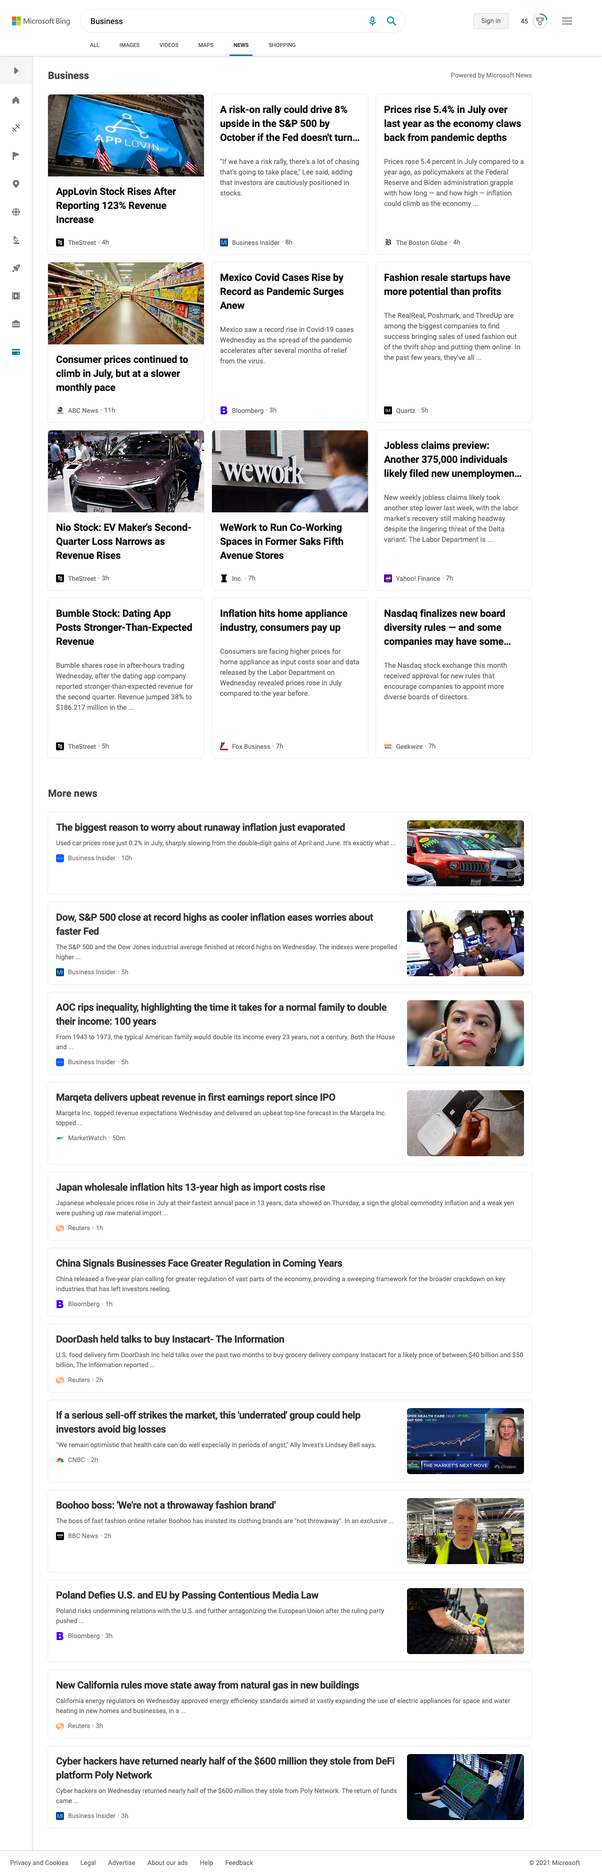 Microsoft Bing
Business
Sign in
45
ALL
IMAGES
VIDEOS
MAPS
NEWS
SHOPPING
Business
Powered by Microsoft News
APPLOVIN
AppLovin Stock Rises After
Reporting 123% Revenue
Increase
TheStreet · 4h
A risk-on rally could drive 8%
upside in the S&P 500 by
October if the Fed doesn't turn...
"If we have a risk rally, there's a lot of chasing
that's going to take place," Lee said, adding
that investors are cautiously positioned in
stocks.
Business Insider · 8h
Prices rise 5.4% in July over
last year as the economy claws
back from pandemic depths
Prices rose 5.4 percent in July compared to a
year ago, as policymakers at the Federal
Reserve and Biden administration grapple
with how long — and how high — inflation
could climb as the economy ...
The Boston Globe · 4h
Consumer prices continued to
climb in July, but at a slower
monthly pace
ABC News · 11h
Mexico Covid Cases Rise by
Record as Pandemic Surges
Anew
Mexico saw a record rise in Covid-19 cases
Wednesday as the spread of the pandemic
accelerates after several months of relief
from the virus.
Bloomberg · 3h
Fashion resale startups have
more potential than profits
The RealReal, Poshmark, and ThredUp are
among the biggest companies to find
success bringing sales of used fashion out
of the thrift shop and putting them online. In
the past few years, they've all ...
Quartz · 5h
Nio Stock: EV Maker's Second-
Quarter Loss Narrows as
Revenue Rises
TheStreet · 3h
wework
WeWork to Run Co-Working
Spaces in Former Saks Fifth
Avenue Stores
Inc. · 7h
Jobless claims preview:
Another 375,000 individuals
likely filed new unemploymen...
New weekly jobless claims likely took
another step lower last week, with the labor
market's recovery still making headway
despite the lingering threat of the Delta
variant. The Labor Department is ...
Yahoo! Finance · 7h
Bumble Stock: Dating App
Posts Stronger-Than-Expected
Revenue
Bumble shares rose in after-hours trading
Wednesday, after the dating app company
reported stronger-than-expected revenue for
the second quarter. Revenue jumped 38% to
$186.217 million in the ...
TheStreet · 5h
Inflation hits home appliance
industry, consumers pay up
Consumers are facing higher prices for
home appliance as input costs soar and data
released by the Labor Department on
Wednesday revealed prices rose in July
compared to the year before.
Fox Business · 7h
Nasdaq finalizes new board
diversity rules — and some
companies may have some...
The Nasdaq stock exchange this month
received approval for new rules that
encourage companies to appoint more
diverse boards of directors.
Geekwire · 7h
More news
The biggest reason to worry about runaway inflation just evaporated
Used car prices rose just 0.2% in July, sharply slowing from the double-digit gains of April and June. It's exactly what ...
Business Insider · 10h
Dow, S&P 500 close at record highs as cooler inflation eases worries about
faster Fed
The S&P 500 and the Dow Jones industrial average finished at record highs on Wednesday. The indexes were propelled
higher ...
Business Insider · 5h
AOC rips inequality, highlighting the time it takes for a normal family to double
their income: 100 years
From 1943 to 1973, the typical American family would double its income every 23 years, not a century. Both the House
and ...
Business Insider · 5h
Marqeta delivers upbeat revenue in first earnings report since IPO
Marqeta Inc. topped revenue expectations Wednesday and delivered an upbeat top-line forecast in the Marqeta Inc.
topped ...
MarketWatch · 50m
Japan wholesale inflation hits 13-year high as import costs rise
Japanese wholesale prices rose in July at their fastest annual pace in 13 years, data showed on Thursday, a sign the global commodity inflation and a weak yen
were pushing up raw material import ...
Reuters · 1h
China Signals Businesses Face Greater Regulation in Coming Years
China released a five-year plan calling for greater regulation of vast parts of the economy, providing a sweeping framework for the broader crackdown on key
industries that has left investors reeling.
Bloomberg · 1h
DoorDash held talks to buy Instacart- The Information
U.S. food delivery firm DoorDash Inc held talks over the past two months to buy grocery delivery company Instacart for a likely price of between $40 billion and $50
billion, The Information reported ...
Reuters · 2h
If a serious sell-off strikes the market, this 'underrated' group could help
investors avoid big losses
"We remain optimistic that health care can do well especially in periods of angst," Ally Invest's Lindsey Bell says.
CNBC · 2h
THE MARKET'S NEXT MOVE
Boohoo boss: 'We're not a throwaway fashion brand'
The boss of fast fashion online retailer Boohoo has insisted its clothing brands are "not throwaway". In an exclusive ...
BBC News · 2h
Poland Defies U.S. and EU by Passing Contentious Media Law
Poland risks undermining relations with the U.S. and further antagonizing the European Union after the ruling party
pushed ...
Bloomberg · 3h
New California rules move state away from natural gas in new buildings
California energy regulators on Wednesday approved energy efficiency standards aimed at vastly expanding the use of electric appliances for space and water
heating in new homes and businesses, in a ...
Reuters · 3h
Cyber hackers have returned nearly half of the $600 million they stole from DeFi
platform Poly Network
Cyber hackers on Wednesday returned nearly half of the $600 million they stole from Poly Network. The return of funds
came ...
Business Insider · 3h
Privacy and Cookies
Legal
Advertise
About our ads
Help
Feedback
© 2021 Microsoft